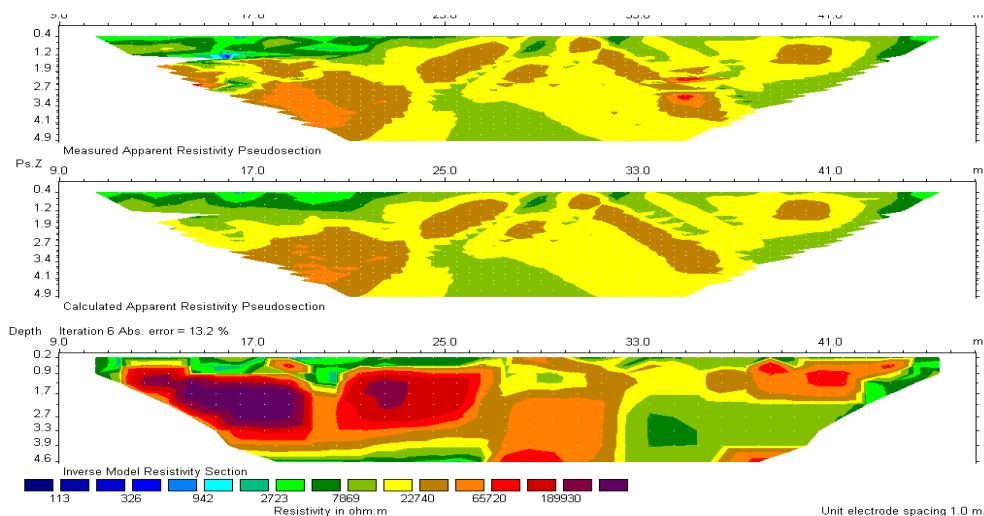 9.0 17.0 25.0 33.0 41.0 m
0.4
1.2
1.9
2.7
3.4
4.1
4.9
Measured Apparent Resistivity Pseudosection
Ps.Z
9.0 17.0 25.0 33.0 41.0 m
0.4
1.2
1.9
2.7
3.4
4.1
4.9
Calculated Apparent Resistivity Pseudosection
Depth Iteration 6 Abs. error = 13.2 %
9.0 17.0 25.0 33.0 41.0 m
0.2
0.9
1.7
2.7
3.3
3.9
4.6
Inverse Model Resistivity Section
113 326 942 2723 7869 22740 65720 189930
Resistivity in ohm.m
Unit electrode spacing 1.0 m.